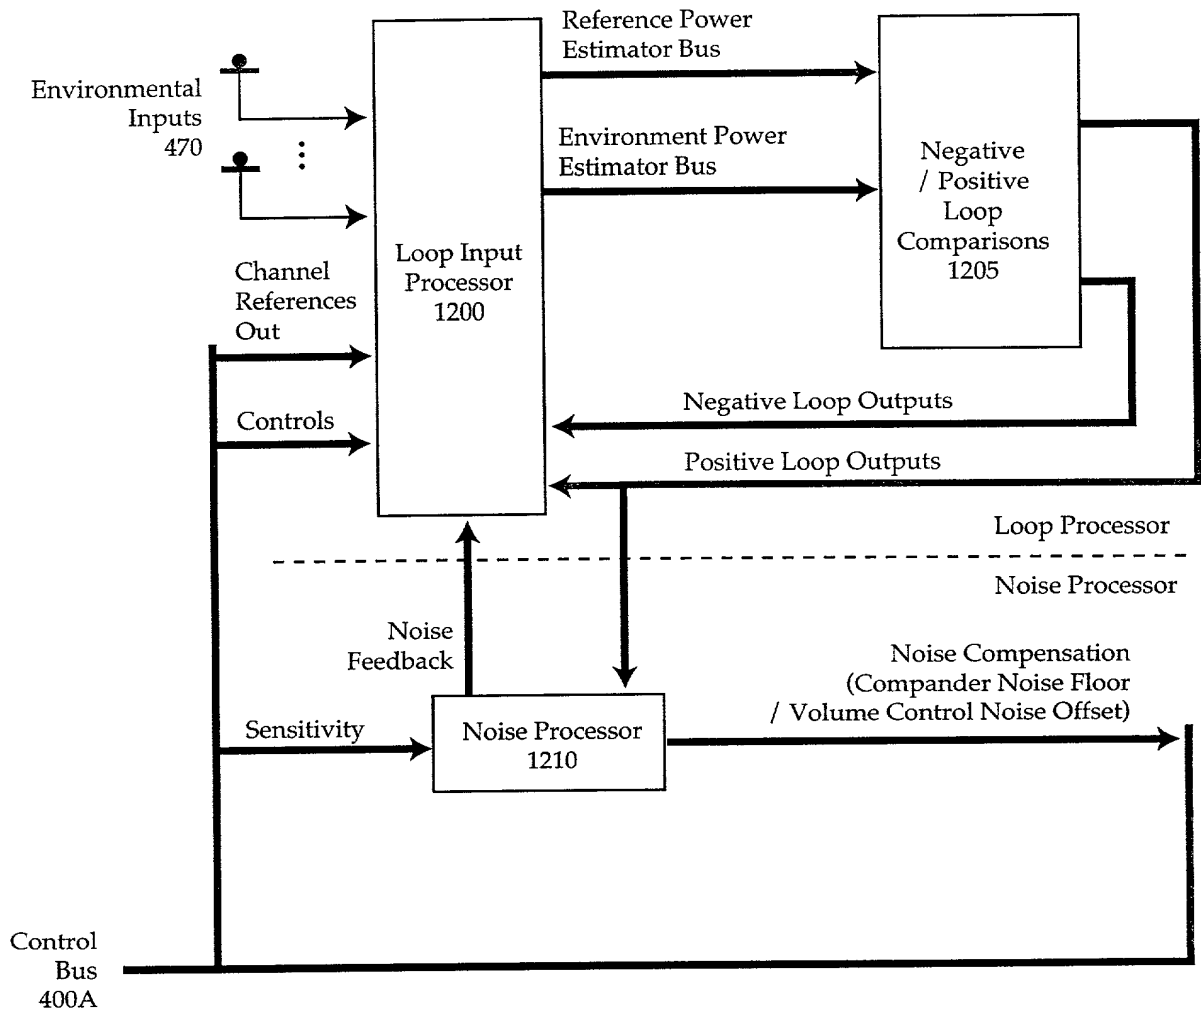 Reference Power
Estimator Bus
Environmental
Inputs
470
Environment Power
Estimator Bus
Negative
/ Positive
Loop
Comparisons
1205
Loop Input
Processor
1200
Channel
References
Out
Controls
Negative Loop Outputs
Positive Loop Outputs
Loop Processor
Noise Processor
Noise
Feedback
Noise Compensation
(Compander Noise Floor
/ Volume Control Noise Offset)
Sensitivity
Noise Processor
1210
Control
Bus
400A